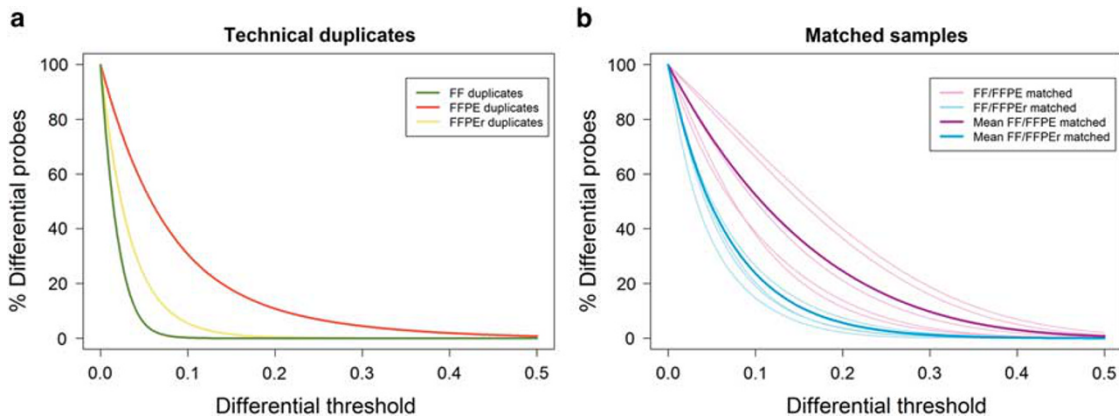 a
Technical duplicates
% Differential probes
100
80
60
40
20
0
0.0 0.1 0.2 0.3 0.4 0.5
Differential threshold
FF duplicates
FFPE duplicates
FFPEr duplicates
b
Matched samples
% Differential probes
100
80
60
40
20
0
0.0 0.1 0.2 0.3 0.4 0.5
Differential threshold
FF/FFPE matched
FF/FFPEr matched
Mean FF/FFPE matched
Mean FF/FFPEr matched